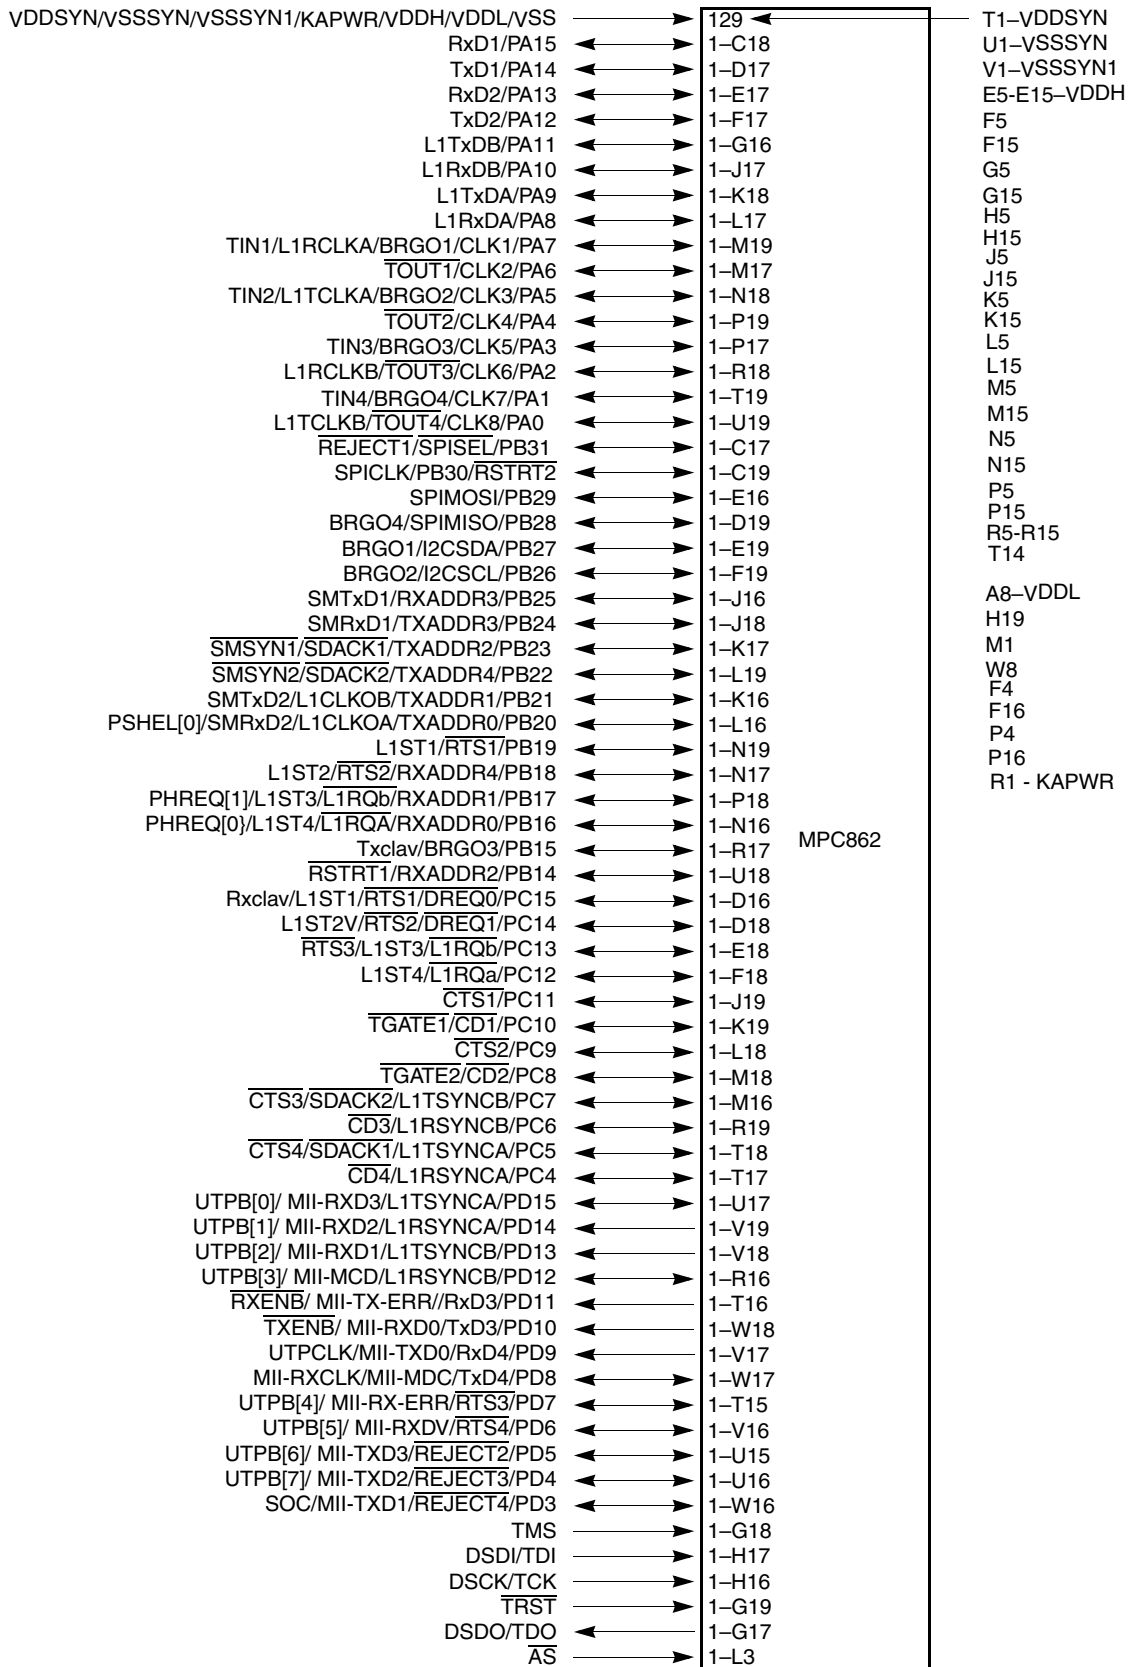 VDDSYN/VSSSYN/VSSSYN1/KAPWR/VDDH/VDDL/VSS 129 T1–VDDSYN
RxD1/PA15 1–C18 U1–VSSSYN
TxD1/PA14 1–D17 V1–VSSSYN1
RxD2/PA13 1–E17 E5-E15–VDDH
TxD2/PA12 1–F17 F5
L1TxDB/PA11 1–G16 F15
L1RxDB/PA10 1–J17 G5
L1TxDA/PA9 1–K18 G15
L1RxDA/PA8 1–L17 H5
TIN1/L1RCLKA/BRGO1/CLK1/PA7 1–M19 H15
J5
TOUT1/CLK2/PA6 1–M17 J15
TIN2/L1TCLKA/BRGO2/CLK3/PA5 1–N18 K5
TOUT2/CLK4/PA4 1–P19 K15
TIN3/BRGO3/CLK5/PA3 1–P17 L5
L1RCLKB/TOUT3/CLK6/PA2 1–R18 L15
TIN4/BRGO4/CLK7/PA1 1–T19 M5
L1TCLKB/TOUT4/CLK8/PA0 1–U19 M15
REJECT1/SPISEL/PB31 1–C17 N5
SPICLK/PB30/RSTRT2 1–C19 N15
SPIMOSI/PB29 1–E16 P5
P15
BRGO4/SPIMISO/PB28 1–D19 R5-R15
BRGO1/I2CSDA/PB27 1–E19 T14
BRGO2/I2CSCL/PB26 1–F19
SMTxD1/RXADDR3/PB25 1–J16 A8–VDDL
SMRxD1/TXADDR3/PB24 1–J18 H19
SMSYN1/SDACK1/TXADDR2/PB23 1–K17 M1
SMSYN2/SDACK2/TXADDR4/PB22 1–L19 W8
F4
SMTxD2/L1CLKOB/TXADDR1/PB21 1–K16 F16
PSHEL[0]/SMRxD2/L1CLKOA/TXADDR0/PB20 1–L16 P4
L1ST1/RTS1/PB19 1–N19 P16
L1ST2/RTS2/RXADDR4/PB18 1–N17 R1 - KAPWR
PHREQ[1]/L1ST3/L1RQb/RXADDR1/PB17 1–P18
PHREQ[0}/L1ST4/L1RQA/RXADDR0/PB16 1–N16
MPC862
Txclav/BRGO3/PB15 1–R17
RSTRT1/RXADDR2/PB14 1–U18
Rxclav/L1ST1/RTS1/DREQ0/PC15 1–D16
L1ST2V/RTS2/DREQ1/PC14 1–D18
RTS3/L1ST3/L1RQb/PC13 1–E18
L1ST4/L1RQa/PC12 1–F18
CTS1/PC11 1–J19
TGATE1/CD1/PC10 1–K19
CTS2/PC9 1–L18
TGATE2/CD2/PC8 1–M18
CTS3/SDACK2/L1TSYNCB/PC7 1–M16
CD3/L1RSYNCB/PC6 1–R19
CTS4/SDACK1/L1TSYNCA/PC5 1–T18
CD4/L1RSYNCA/PC4 1–T17
UTPB[0]/ MII-RXD3/L1TSYNCA/PD15 1–U17
UTPB[1]/ MII-RXD2/L1RSYNCA/PD14 1–V19
UTPB[2]/ MII-RXD1/L1TSYNCB/PD13 1–V18
UTPB[3]/ MII-MCD/L1RSYNCB/PD12 1–R16
RXENB/ MII-TX-ERR//RxD3/PD11 1–T16
TXENB/ MII-RXD0/TxD3/PD10 1–W18
UTPCLK/MII-TXD0/RxD4/PD9 1–V17
MII-RXCLK/MII-MDC/TxD4/PD8 1–W17
UTPB[4]/ MII-RX-ERR/RTS3/PD7 1–T15
UTPB[5]/ MII-RXDV/RTS4/PD6 1–V16
UTPB[6]/ MII-TXD3/REJECT2/PD5 1–U15
UTPB[7]/ MII-TXD2/REJECT3/PD4 1–U16
SOC/MII-TXD1/REJECT4/PD3 1–W16
TMS 1–G18
DSDI/TDI 1–H17
DSCK/TCK 1–H16
TRST 1–G19
DSDO/TDO 1–G17
AS 1–L3